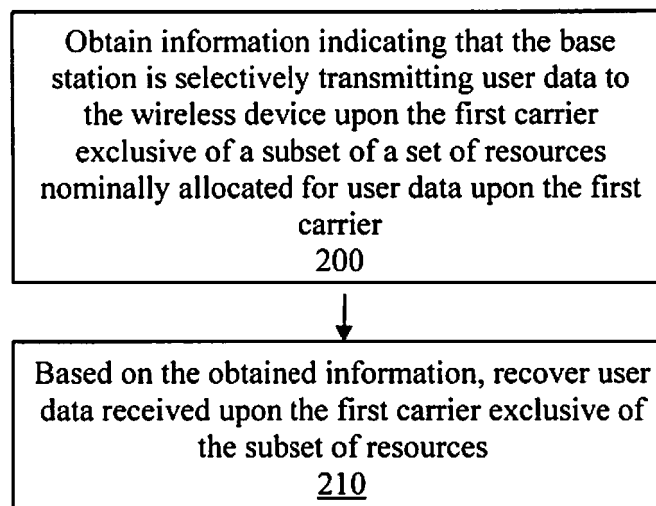 Obtain information indicating that the base
station is selectively transmitting user data to
the wireless device upon the first carrier
exclusive of a subset of a set of resources
nominally allocated for user data upon the first
carrier
200
Based on the obtained information, recover user
data received upon the first carrier exclusive of
the subset of resources
210